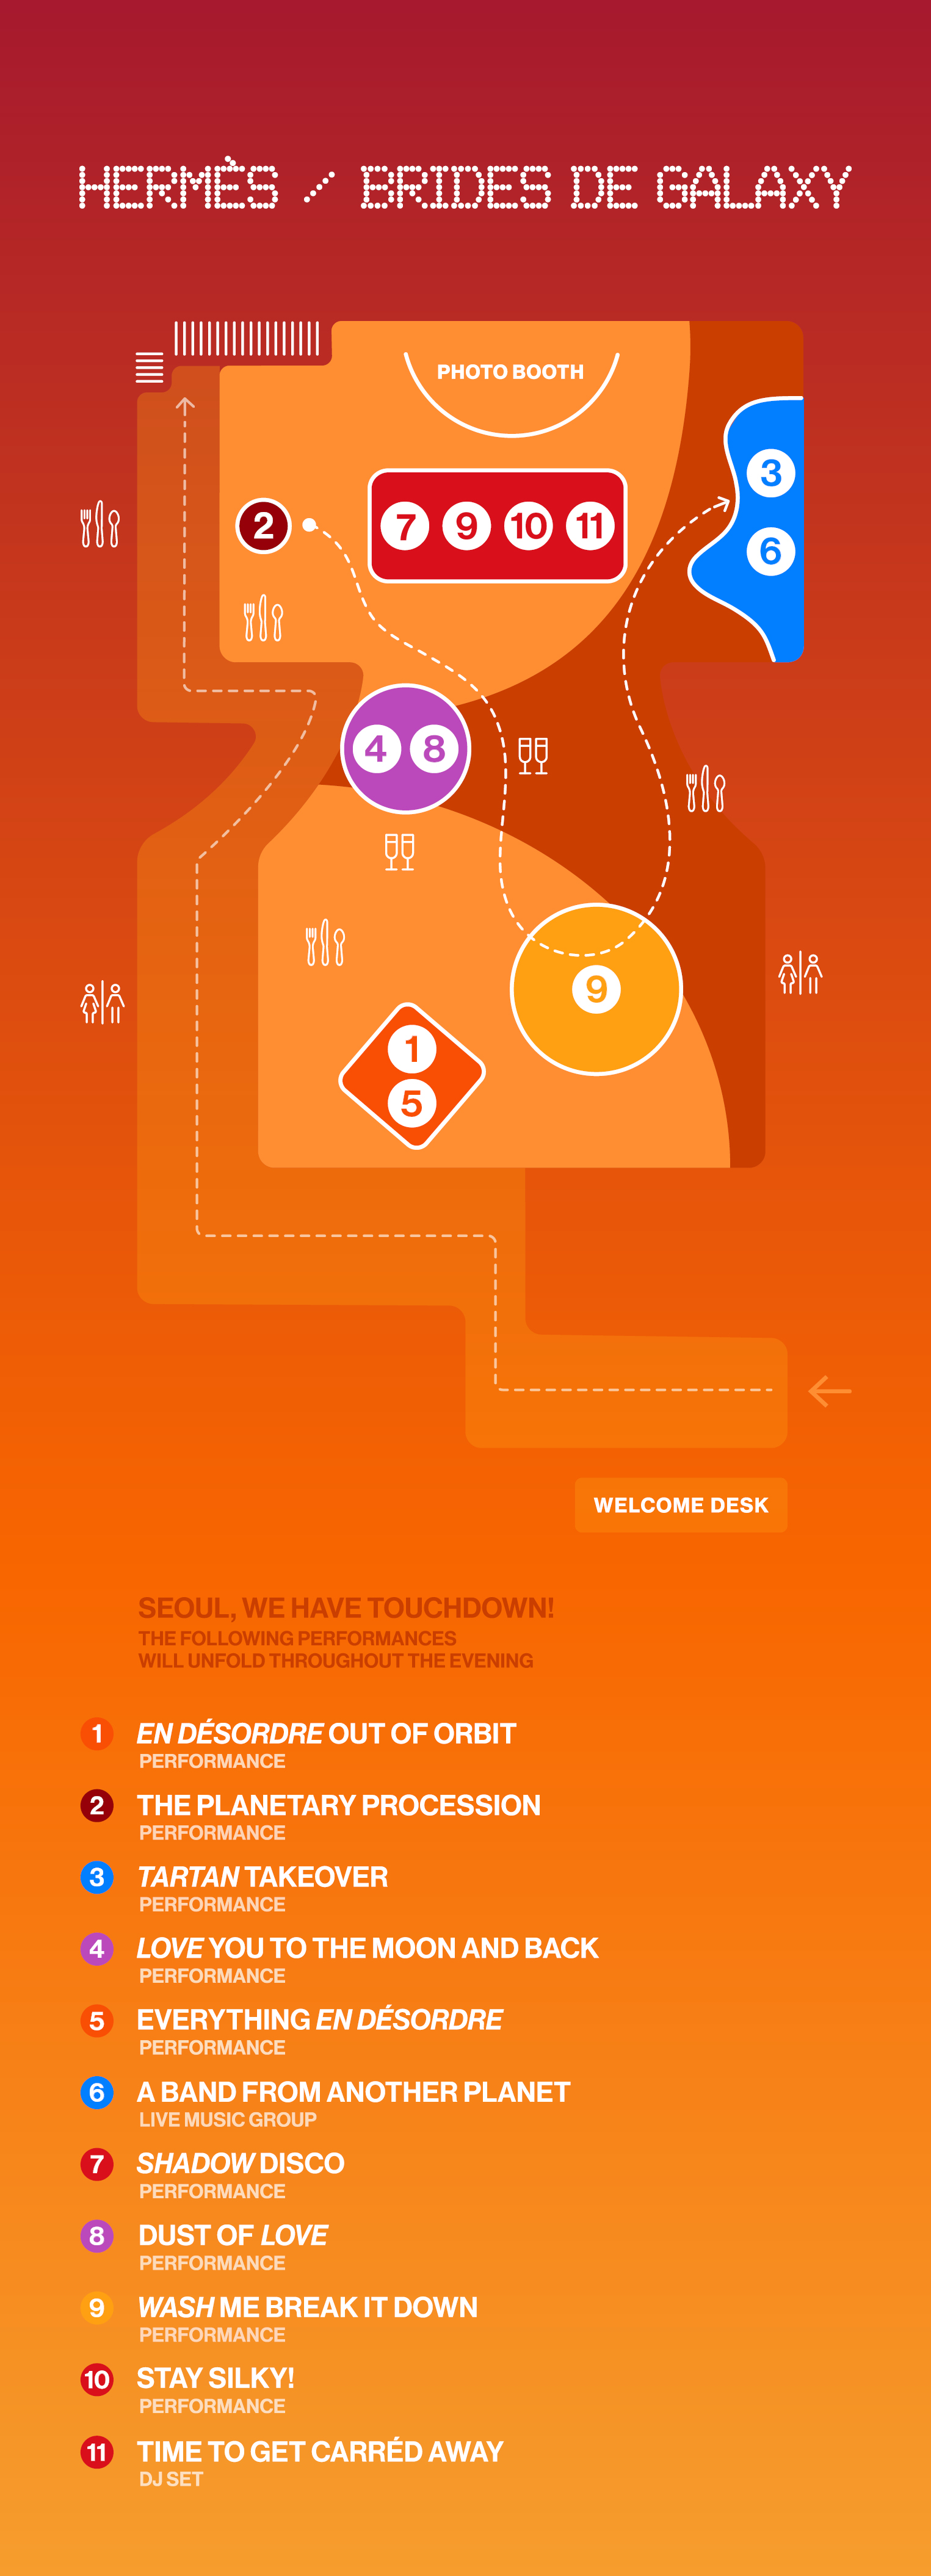 HERMÈS / BRIDES DE GALAXY
PHOTO BOOTH
3
2
7 9 10 11
6
4 8
9
1
5
WELCOME DESK
SEOUL, WE HAVE TOUCHDOWN!
THE FOLLOWING PERFORMANCES
WILL UNFOLD THROUGHOUT THE EVENING
1 EN DÉSORDRE OUT OF ORBIT
PERFORMANCE
2 THE PLANETARY PROCESSION
PERFORMANCE
3 TARTAN TAKEOVER
PERFORMANCE
4 LOVE YOU TO THE MOON AND BACK
PERFORMANCE
5 EVERYTHING EN DÉSORDRE
PERFORMANCE
6 A BAND FROM ANOTHER PLANET
LIVE MUSIC GROUP
7 SHADOW DISCO
PERFORMANCE
8 DUST OF LOVE
PERFORMANCE
9 WASH ME BREAK IT DOWN
PERFORMANCE
10 STAY SILKY!
PERFORMANCE
11 TIME TO GET CARRÉD AWAY
DJ SET